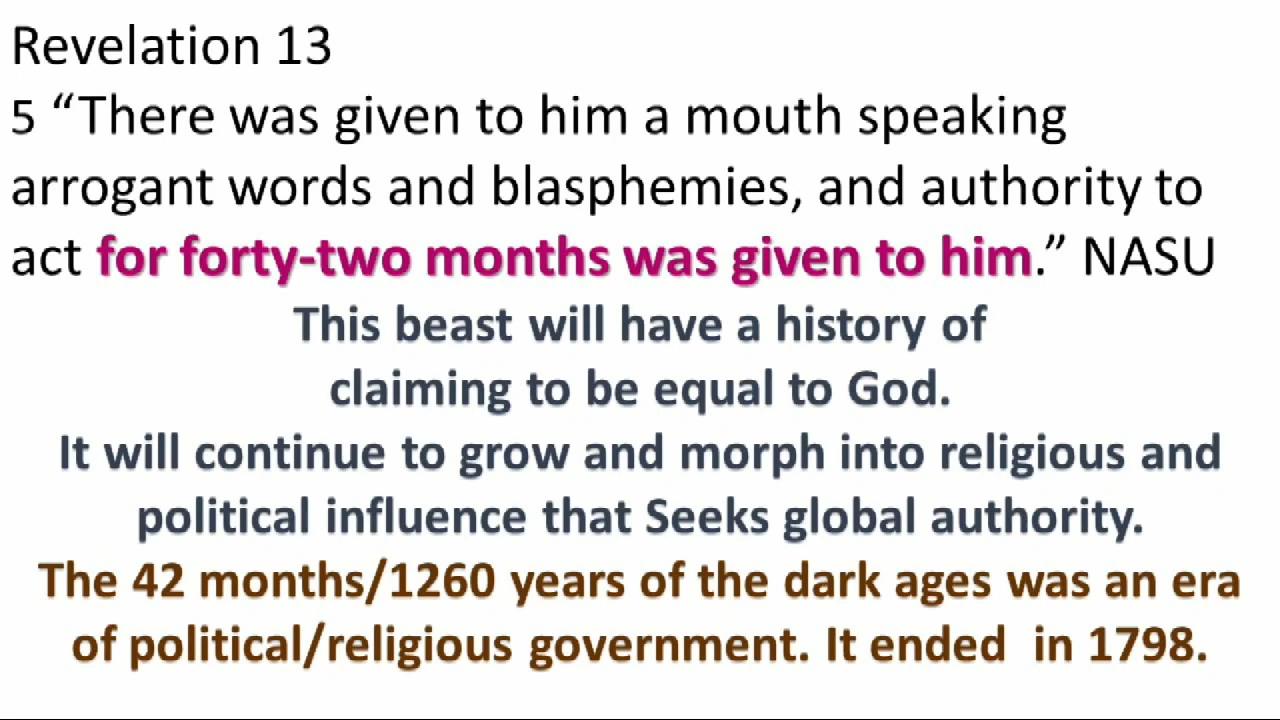 Revelation 13
5 “There was given to him a mouth speaking
arrogant words and blasphemies, and authority to
act for forty-two months was given to him.” NASU
This beast will have a history of
claiming to be equal to God.
It will continue to grow and morph into religious and
political influence that Seeks global authority.
The 42 months/1260 years of the dark ages was an era
of political/religious government. It ended  in 1798.